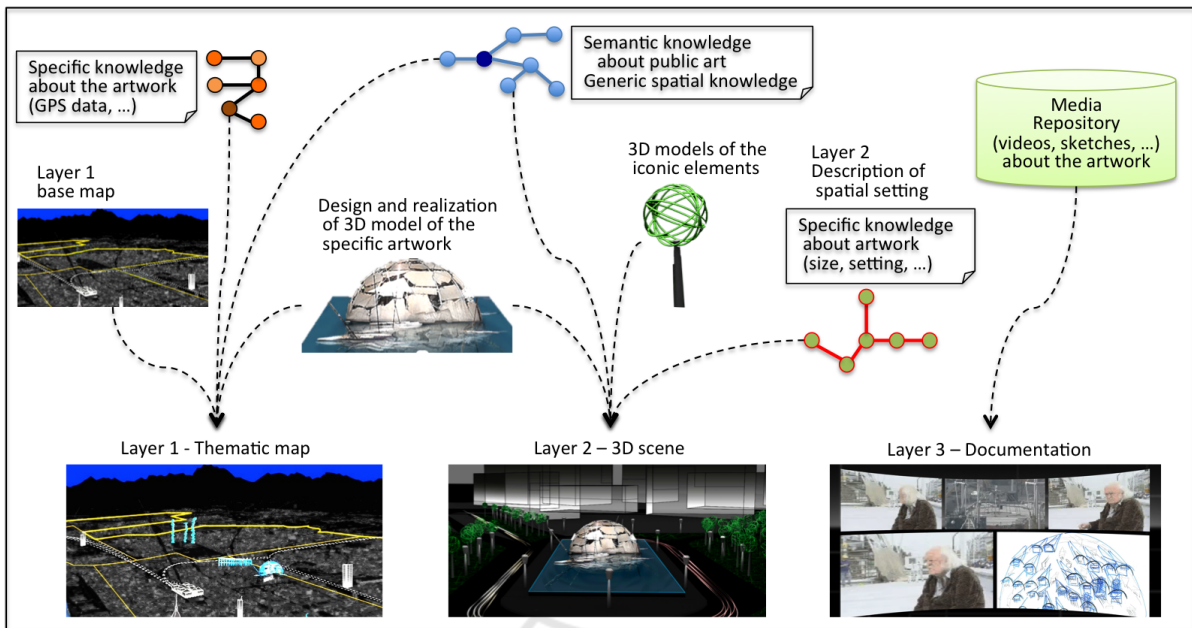 Specific knowledge
about the artwork
(GPS data, ...)
Semantic knowledge
about public art
Generic spatial knowledge
Media
Repository
(videos, sketches, ...)
about the artwork
Layer 1
base map
Design and realization
of 3D model of the
specific artwork
3D models of the
iconic elements
Layer 2
Description of
spatial setting
Specific knowledge
about artwork
(size, setting, ...)
Layer 1 - Thematic map
Layer 2 – 3D scene
Layer 3 – Documentation